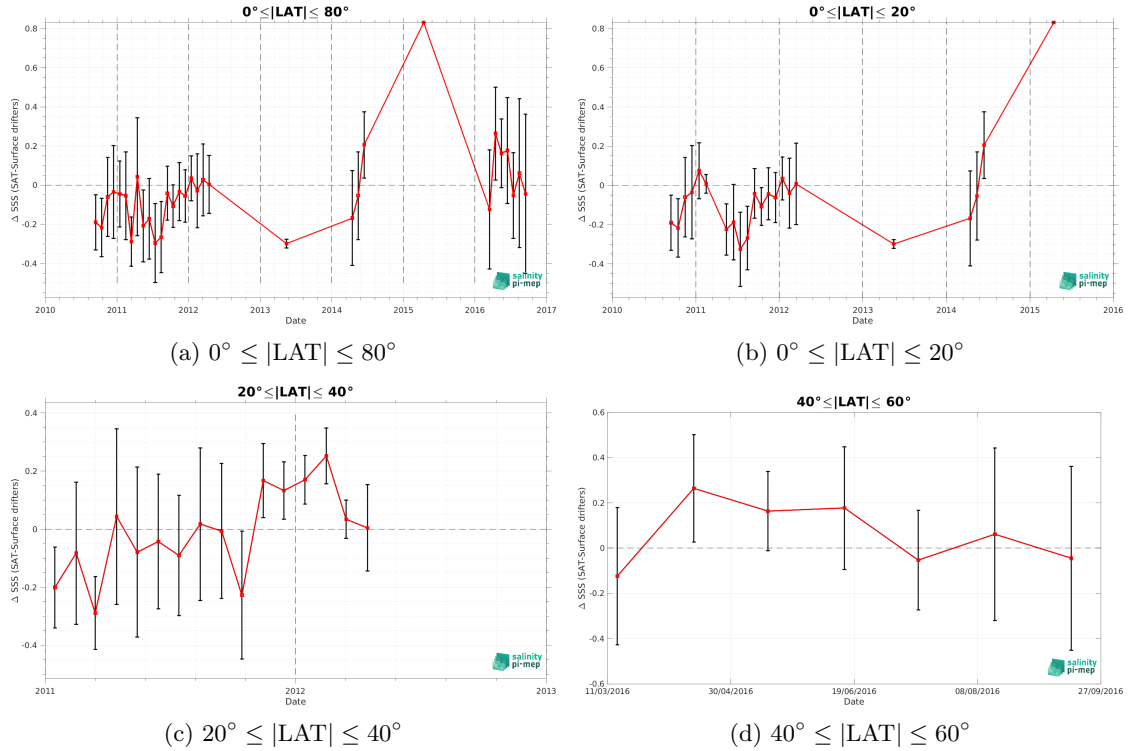 0°≤|LAT|≤ 80°
0.8
0.6
0.4
0.2
0
-0.2
-0.4
Δ SSS (SAT-Surface drifters)
2010
2011
2012
2013
2014
2015
2016
2017
Date
salinity
pi-mep
(a) 0° ≤ |LAT| ≤ 80°
0°≤|LAT|≤ 20°
0.8
0.6
0.4
0.2
0
-0.2
-0.4
Δ SSS (SAT-Surface drifters)
2010
2011
2012
2013
2014
2015
2016
Date
salinity
pi-mep
(b) 0° ≤ |LAT| ≤ 20°
20°≤|LAT|≤ 40°
0.4
0.2
0
-0.2
-0.4
Δ SSS (SAT-Surface drifters)
2011
2012
2013
Date
salinity
pi-mep
(c) 20° ≤ |LAT| ≤ 40°
40°≤|LAT|≤ 60°
0.6
0.4
0.2
0
-0.2
-0.4
-0.6
Δ SSS (SAT-Surface drifters)
11/03/2016
30/04/2016
19/06/2016
08/08/2016
27/09/2016
Date
salinity
pi-mep
(d) 40° ≤ |LAT| ≤ 60°